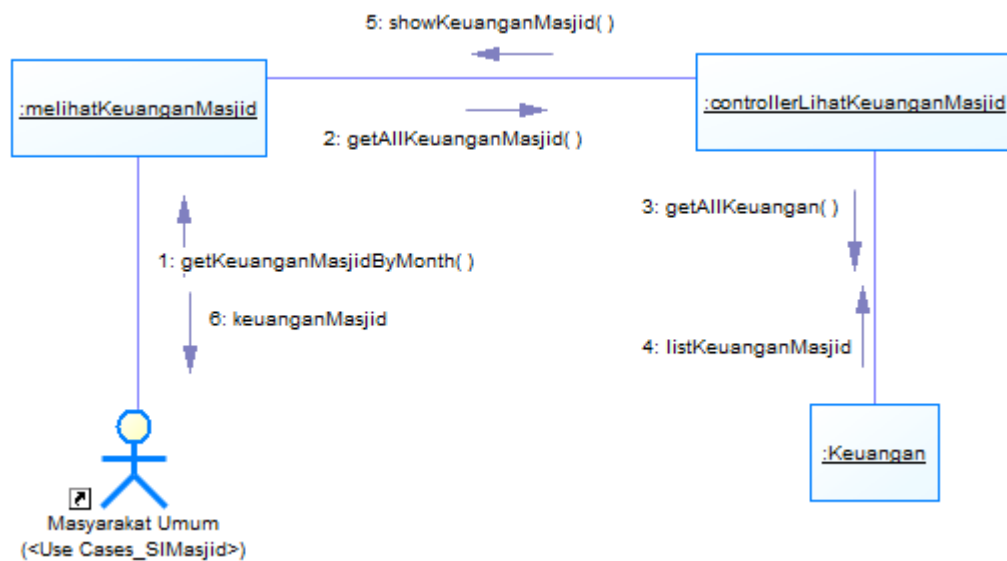 5: showKeuanganMasjid( )
:melihatKeuanganMasjid
:controllerLihatKeuanganMasjid
2: getAllKeuanganMasjid( )
3: getAllKeuangan( )
1: getKeuanganMasjidByMonth( )
6: keuanganMasjid
4: listKeuanganMasjid
:Keuangan
Masyarakat Umum
(<Use Cases_SIMasjid>)